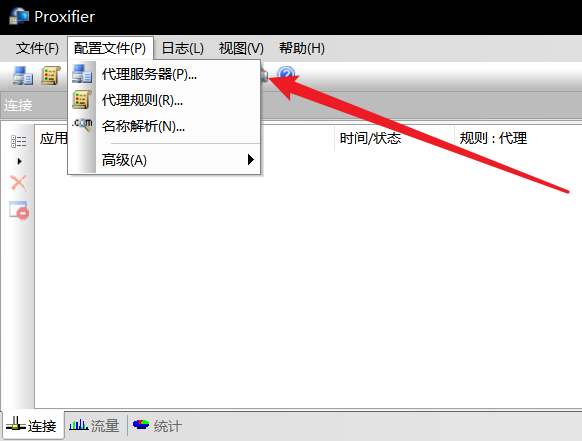 Proxifier
文件(F) 配置文件(P) 日志(L) 视图(V) 帮助(H)
代理服务器(P)...
代理规则(R)...
.com 名称解析(N)...
高级(A)
连接
应用 时间/状态 规则 : 代理
连接 流量 统计